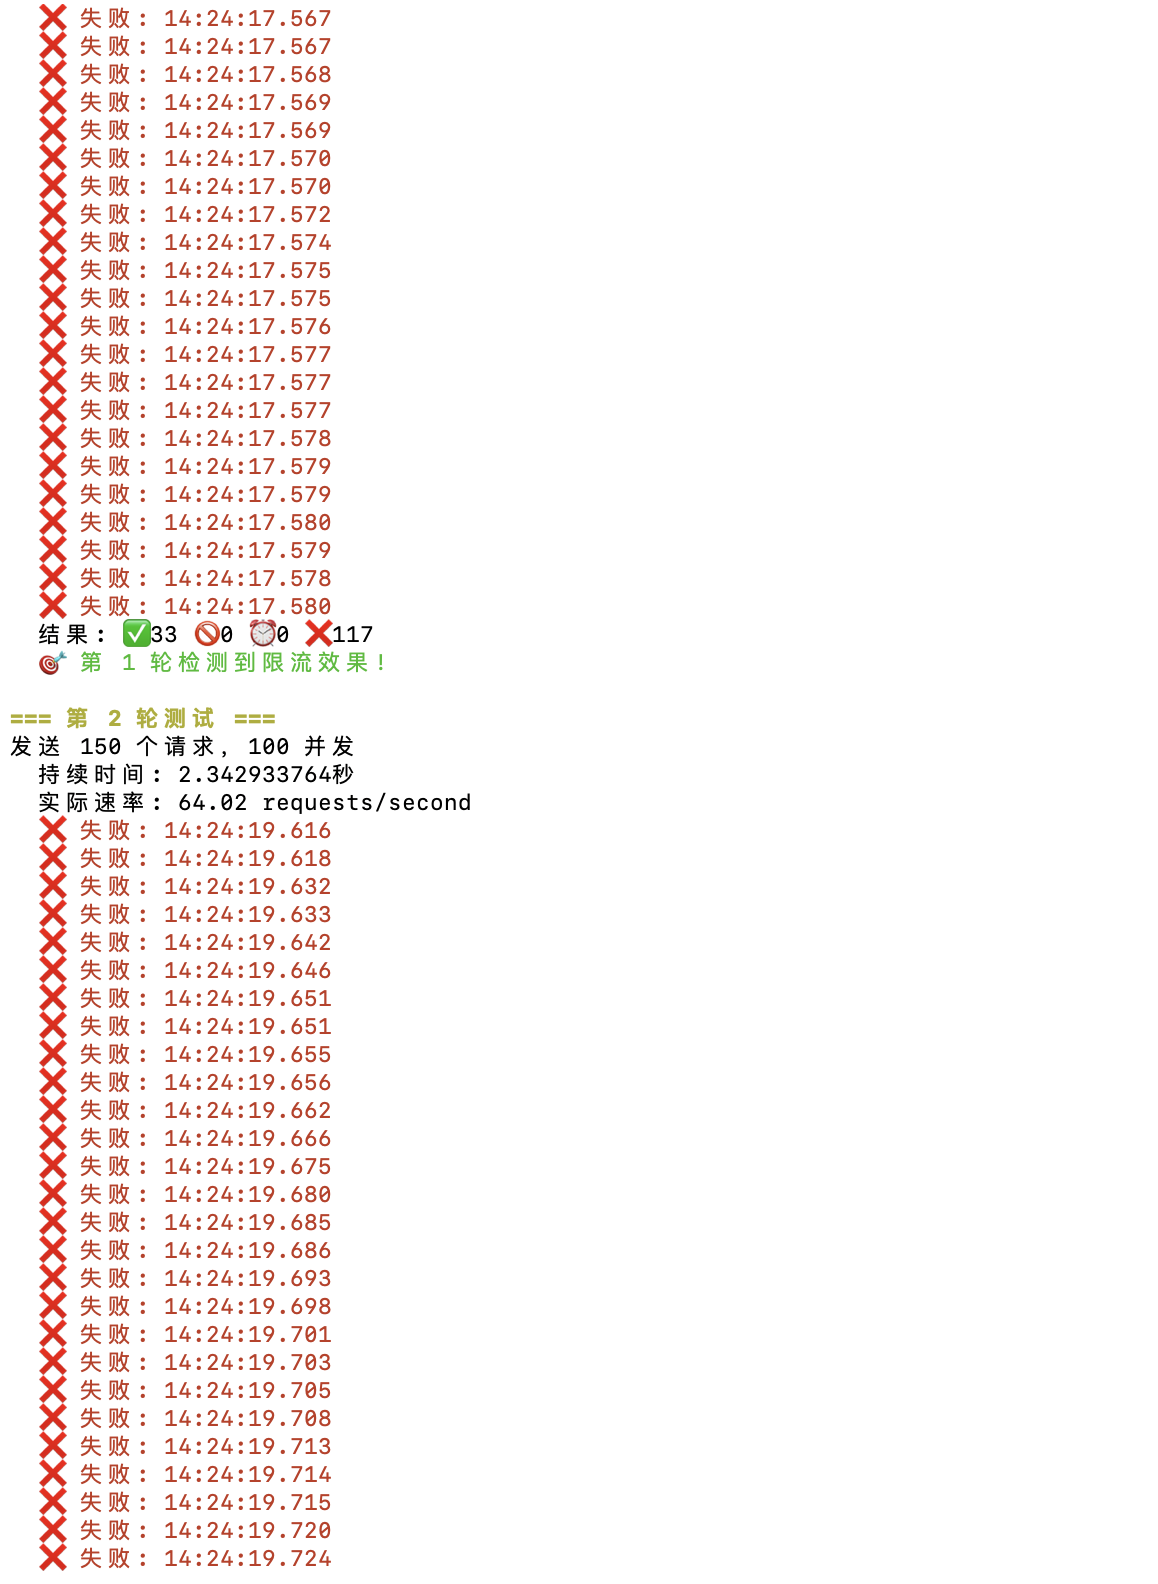 ❌ 失败: 14:24:17.567
❌ 失败: 14:24:17.567
❌ 失败: 14:24:17.568
❌ 失败: 14:24:17.569
❌ 失败: 14:24:17.569
❌ 失败: 14:24:17.570
❌ 失败: 14:24:17.570
❌ 失败: 14:24:17.572
❌ 失败: 14:24:17.574
❌ 失败: 14:24:17.575
❌ 失败: 14:24:17.575
❌ 失败: 14:24:17.576
❌ 失败: 14:24:17.577
❌ 失败: 14:24:17.577
❌ 失败: 14:24:17.577
❌ 失败: 14:24:17.578
❌ 失败: 14:24:17.579
❌ 失败: 14:24:17.579
❌ 失败: 14:24:17.580
❌ 失败: 14:24:17.579
❌ 失败: 14:24:17.578
❌ 失败: 14:24:17.580
结果: ✅33 🚫0 ⏰0 ❌117
🎯 第 1 轮检测到限流效果!
=== 第 2 轮测试 ===
发送 150 个请求, 100 并发
持续时间: 2.342933764秒
实际速率: 64.02 requests/second
❌ 失败: 14:24:19.616
❌ 失败: 14:24:19.618
❌ 失败: 14:24:19.632
❌ 失败: 14:24:19.633
❌ 失败: 14:24:19.642
❌ 失败: 14:24:19.646
❌ 失败: 14:24:19.651
❌ 失败: 14:24:19.651
❌ 失败: 14:24:19.655
❌ 失败: 14:24:19.656
❌ 失败: 14:24:19.662
❌ 失败: 14:24:19.666
❌ 失败: 14:24:19.675
❌ 失败: 14:24:19.680
❌ 失败: 14:24:19.685
❌ 失败: 14:24:19.686
❌ 失败: 14:24:19.693
❌ 失败: 14:24:19.698
❌ 失败: 14:24:19.701
❌ 失败: 14:24:19.703
❌ 失败: 14:24:19.705
❌ 失败: 14:24:19.708
❌ 失败: 14:24:19.713
❌ 失败: 14:24:19.714
❌ 失败: 14:24:19.715
❌ 失败: 14:24:19.720
❌ 失败: 14:24:19.724